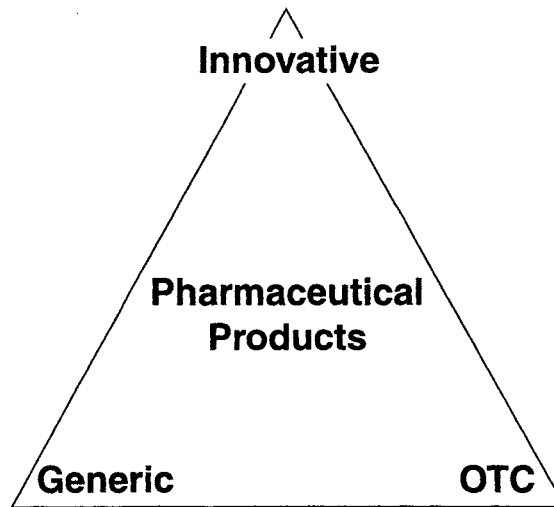 Innovative
Pharmaceutical
Products
Generic
OTC